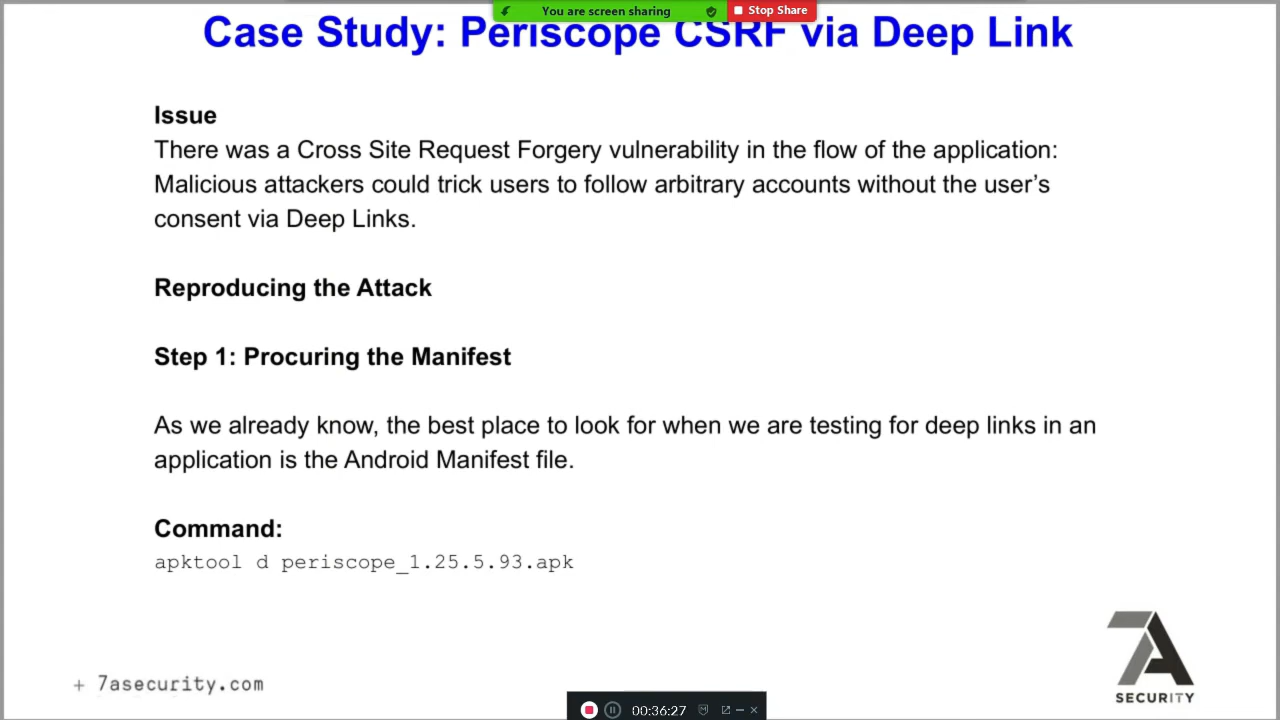 You are screen sharing
Stop Share
Case Study: Periscope CSRF via Deep Link
Issue
There was a Cross Site Request Forgery vulnerability in the flow of the application:
Malicious attackers could trick users to follow arbitrary accounts without the user’s
consent via Deep Links.
Reproducing the Attack
Step 1: Procuring the Manifest
As we already know, the best place to look for when we are testing for deep links in an
application is the Android Manifest file.
Command:
apktool d periscope_1.25.5.93.apk
7A
SECURITY
+ 7asecurity.com
00:36:27